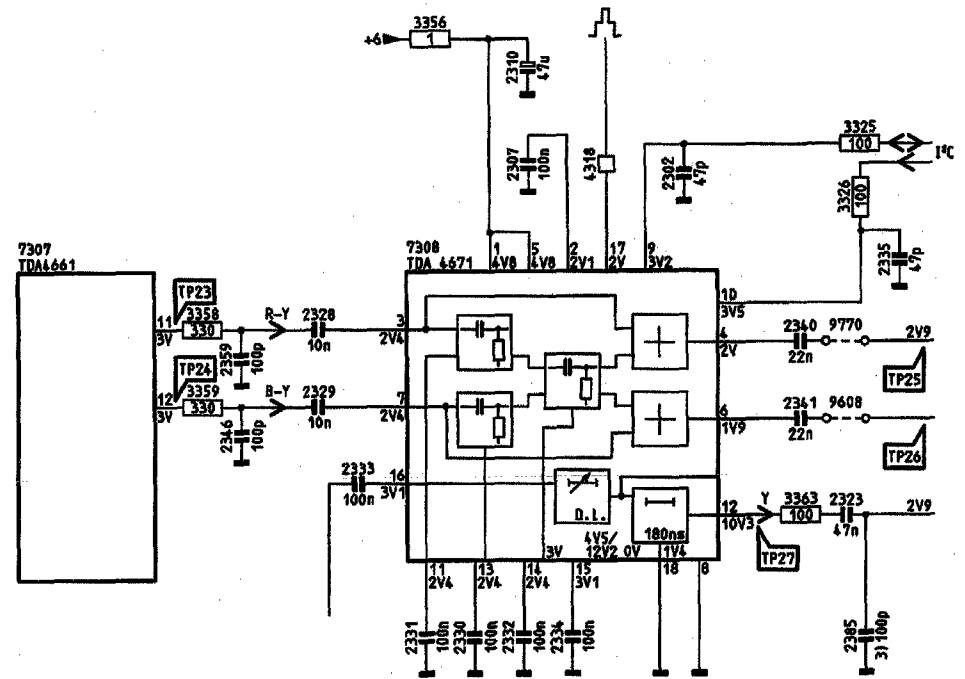 3356
+6
1
2310
47u
2307
100n
4318
2302
47p
3325
100
I²C
3326
100
2335
47p
7307
TDA4661
7308
TDA 4671
1
4V8
5
4V8
2
2V1
17
2V
9
3V2
10
3V5
TP23
11
3V
3358
330
2359
100p
R-Y
2328
10n
3
2V4
4
2V
2340
22n
9770
2V9
TP25
TP24
12
3V
3359
330
2346
100p
B-Y
2329
10n
7
2V4
6
1V9
2341
22n
9608
TP26
2333
100n
16
3V1
D.L.
180ns
12
10V3
Y
3363
100
2323
47n
2V9
TP27
3V
4V5/
12V2
0V
1V4
11
2V4
13
2V4
14
2V4
15
3V1
18
8
2331
100n
2330
100n
2332
100n
2334
100n
2385
3) 100p